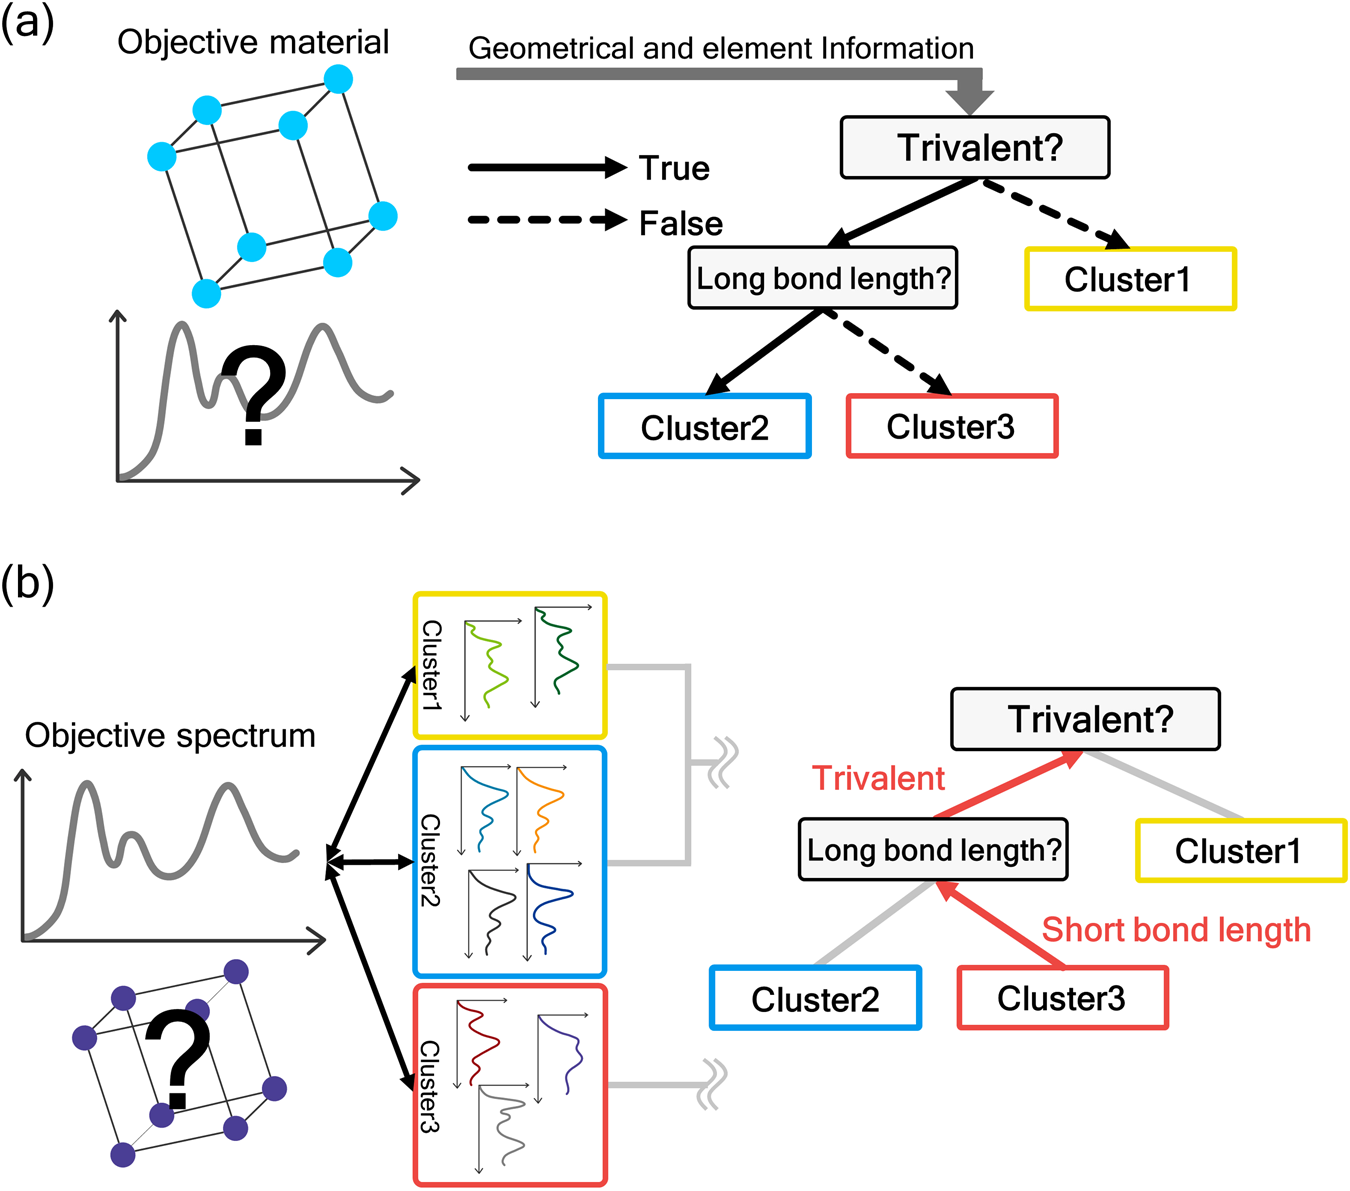 (a)
Objective material
Geometrical and element Information
Trivalent?
True
False
Long bond length?
Cluster1
?
Cluster2
Cluster3
(b)
Objective spectrum
?
Cluster1
Cluster2
Cluster3
Trivalent?
Trivalent
Long bond length?
Cluster1
Short bond length
Cluster2
Cluster3